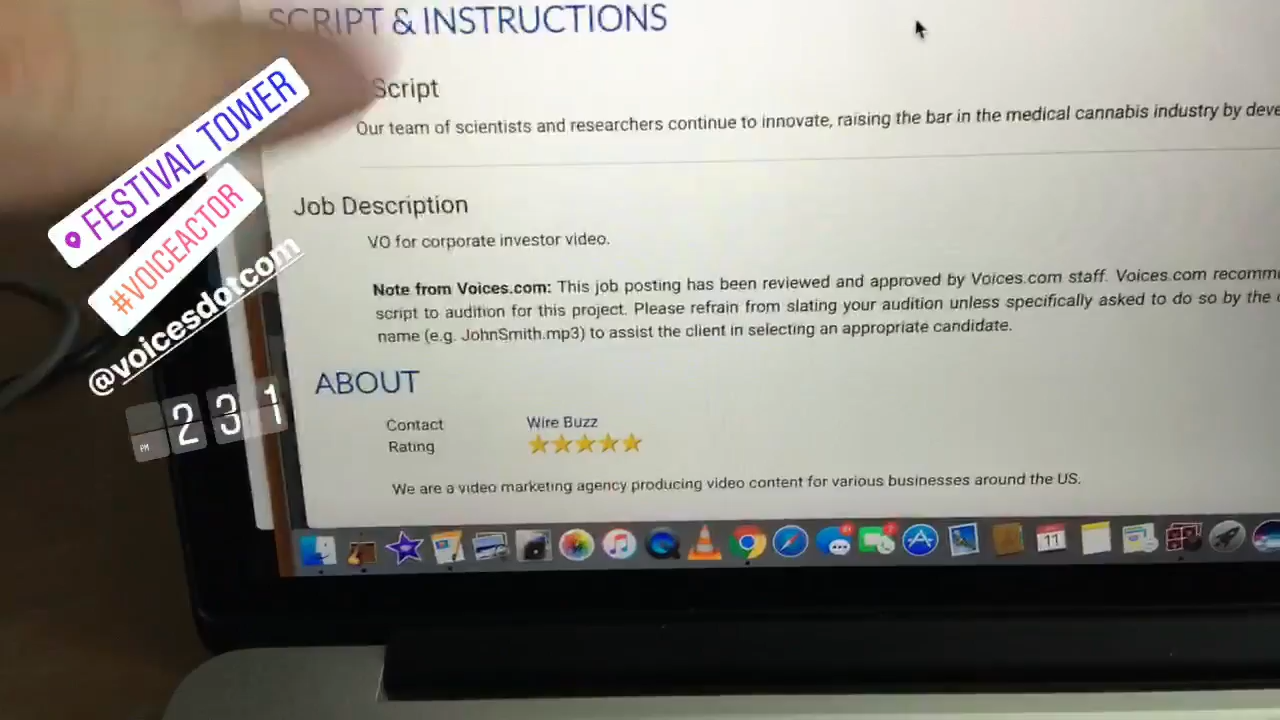 SCRIPT & INSTRUCTIONS
Script
Our team of scientists and researchers continue to innovate, raising the bar in the medical cannabis industry by
Job Description
VO for corporate investor video.
Note from Voices.com: This job posting has been reviewed and approved by Voices.com staff. Voices.com
script to audition for this project. Please refrain from slating your audition unless specifically asked to do so by the
name (e.g. JohnSmith.mp3) to assist the client in selecting an appropriate candidate.
ABOUT
Contact Wire Buzz
Rating
We are a video marketing agency producing video content for various businesses around the US.
FESTIVAL TOWER
#VOICEACTOR
@voicesdotcom
PM 2 31
11